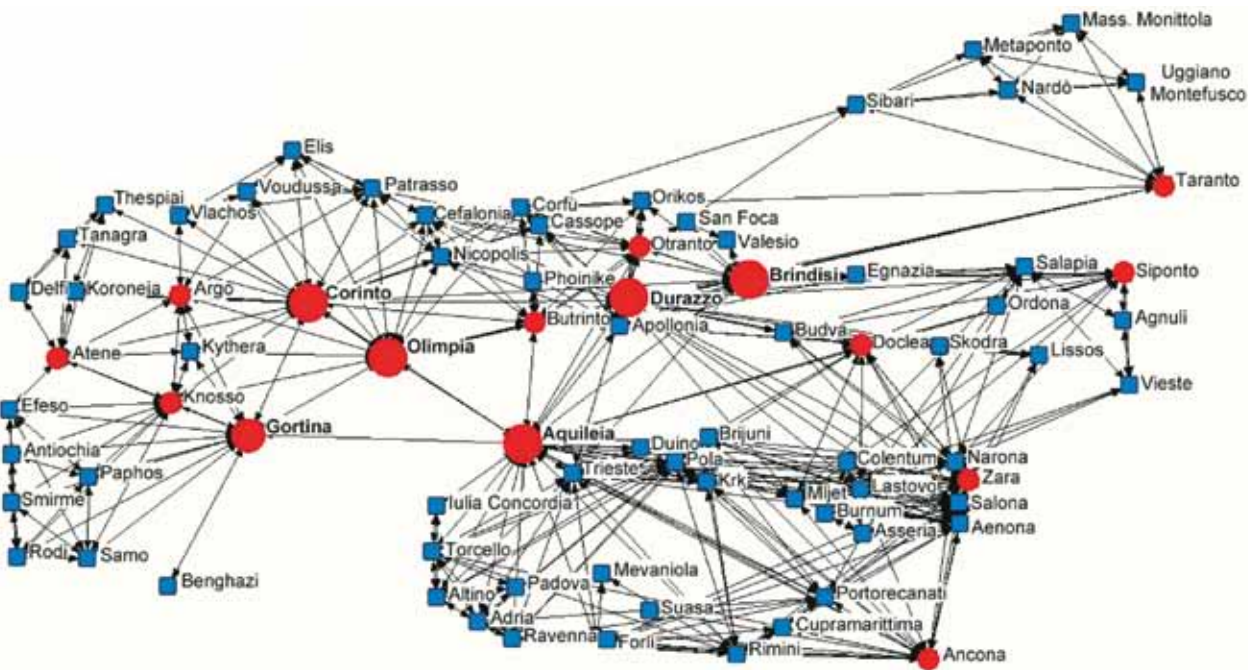 Mass. Monittola
Metaponto
Uggiano
Montefusco
Nardò
Sibari
Taranto
Elis
Voudussa
Patrasso
Thespiai
Vlachos
Cefalonia
Corfù
Cassope
Orikos
San Foca
Valesio
Otranto
Tanagra
Nicopolis
Delfi
Koroneja
Argo
Corinto
Phoinike
Durazzo
Brindisi
Egnazia
Salapia
Siponto
Ordona
Agnuli
Butrinto
Apollonia
Budva
Doclea
Skodra
Lissos
Vieste
Atene
Kythera
Olimpia
Knosso
Efeso
Gortina
Aquileia
Duino
Brijuni
Antiochia
Paphos
Triestes
Pola
Krk
Colentum
Narona
Zara
Lastovo
Mljet
Salona
Smirme
Iulia Concordia
Burnum
Asseria
Aenona
Rodi
Samo
Benghazi
Torcello
Padova
Mevaniola
Altino
Adria
Ravenna
Suasa
Forlì
Portorecanati
Cupramarittima
Rimini
Ancona